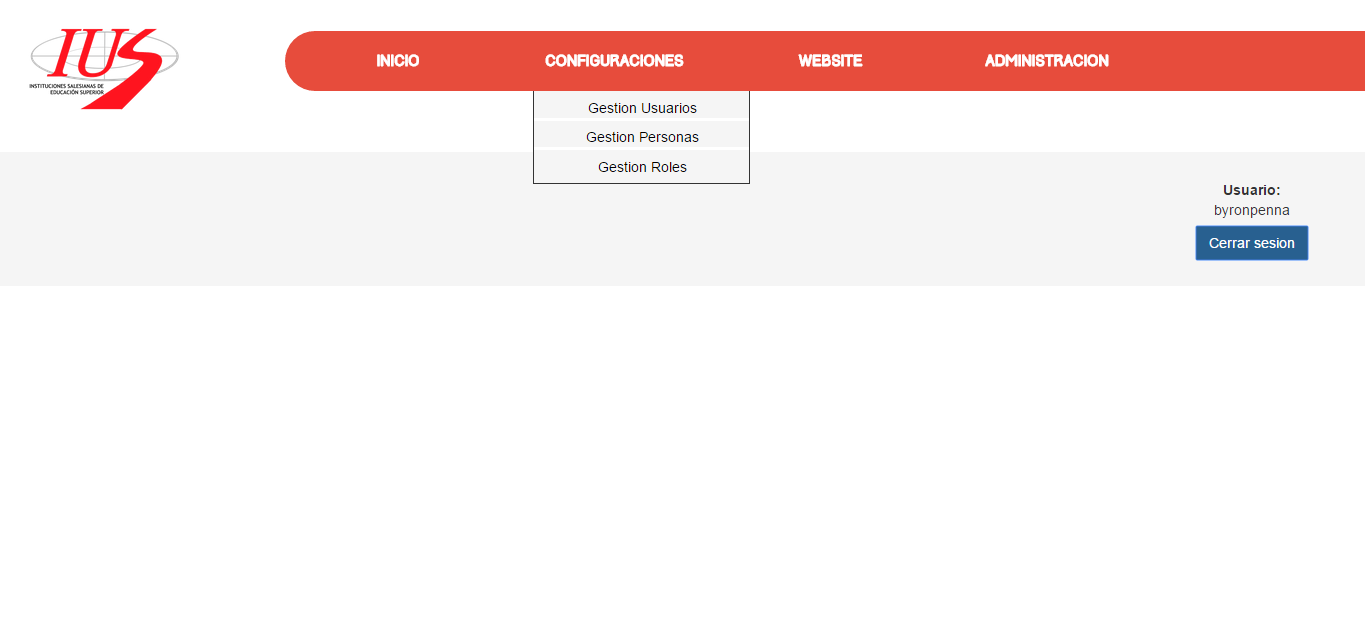 IUS
INSTITUCIONES SALESIANAS DE
EDUCACIÓN SUPERIOR
INICIO
CONFIGURACIONES
WEBSITE
ADMINISTRACION
Gestion Usuarios
Gestion Personas
Gestion Roles
Usuario:
byronpenna
Cerrar sesion